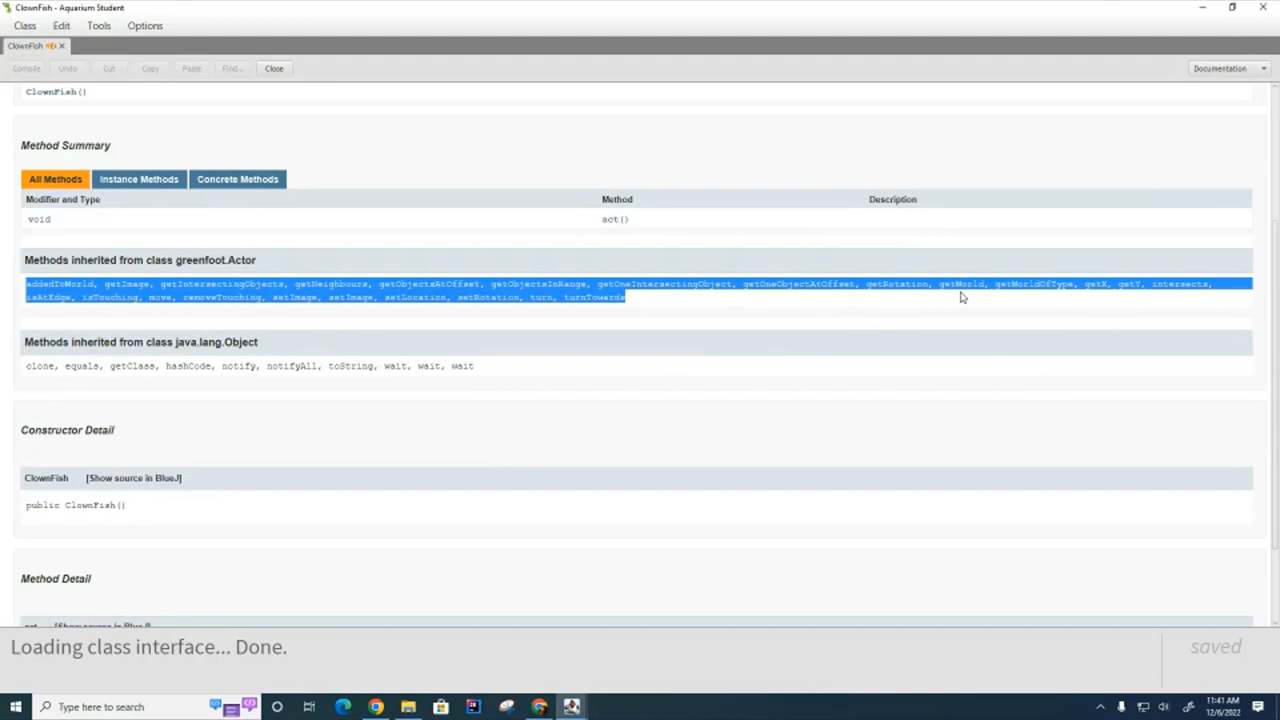 ClownFish - Aquarium Student
Class Edit Tools Options
ClownFish
Compile Undo Cut Copy Paste Find... Close Documentation
ClownFish()
Method Summary
All Methods Instance Methods Concrete Methods
Modifier and Type Method Description
void act()
Methods inherited from class greenfoot.Actor
addedToWorld, getImage, getIntersectingObjects, getNeighbours, getObjectsAtOffset, getObjectsInRange, getOneIntersectingObject, getOneObjectAtOffset, getRotation, getWorld, getWorldOfType, getX, getY, intersects,
isAtEdge, isTouching, move, removeTouching, setImage, setImage, setLocation, setRotation, turn, turnTowards
Methods inherited from class java.lang.Object
clone, equals, getClass, hashCode, notify, notifyAll, toString, wait, wait, wait
Constructor Detail
ClownFish [Show source in BlueJ]
public ClownFish()
Method Detail
act [Show source in BlueJ]
Loading class interface... Done.
saved
Type here to search
11:41 AM
12/6/2022